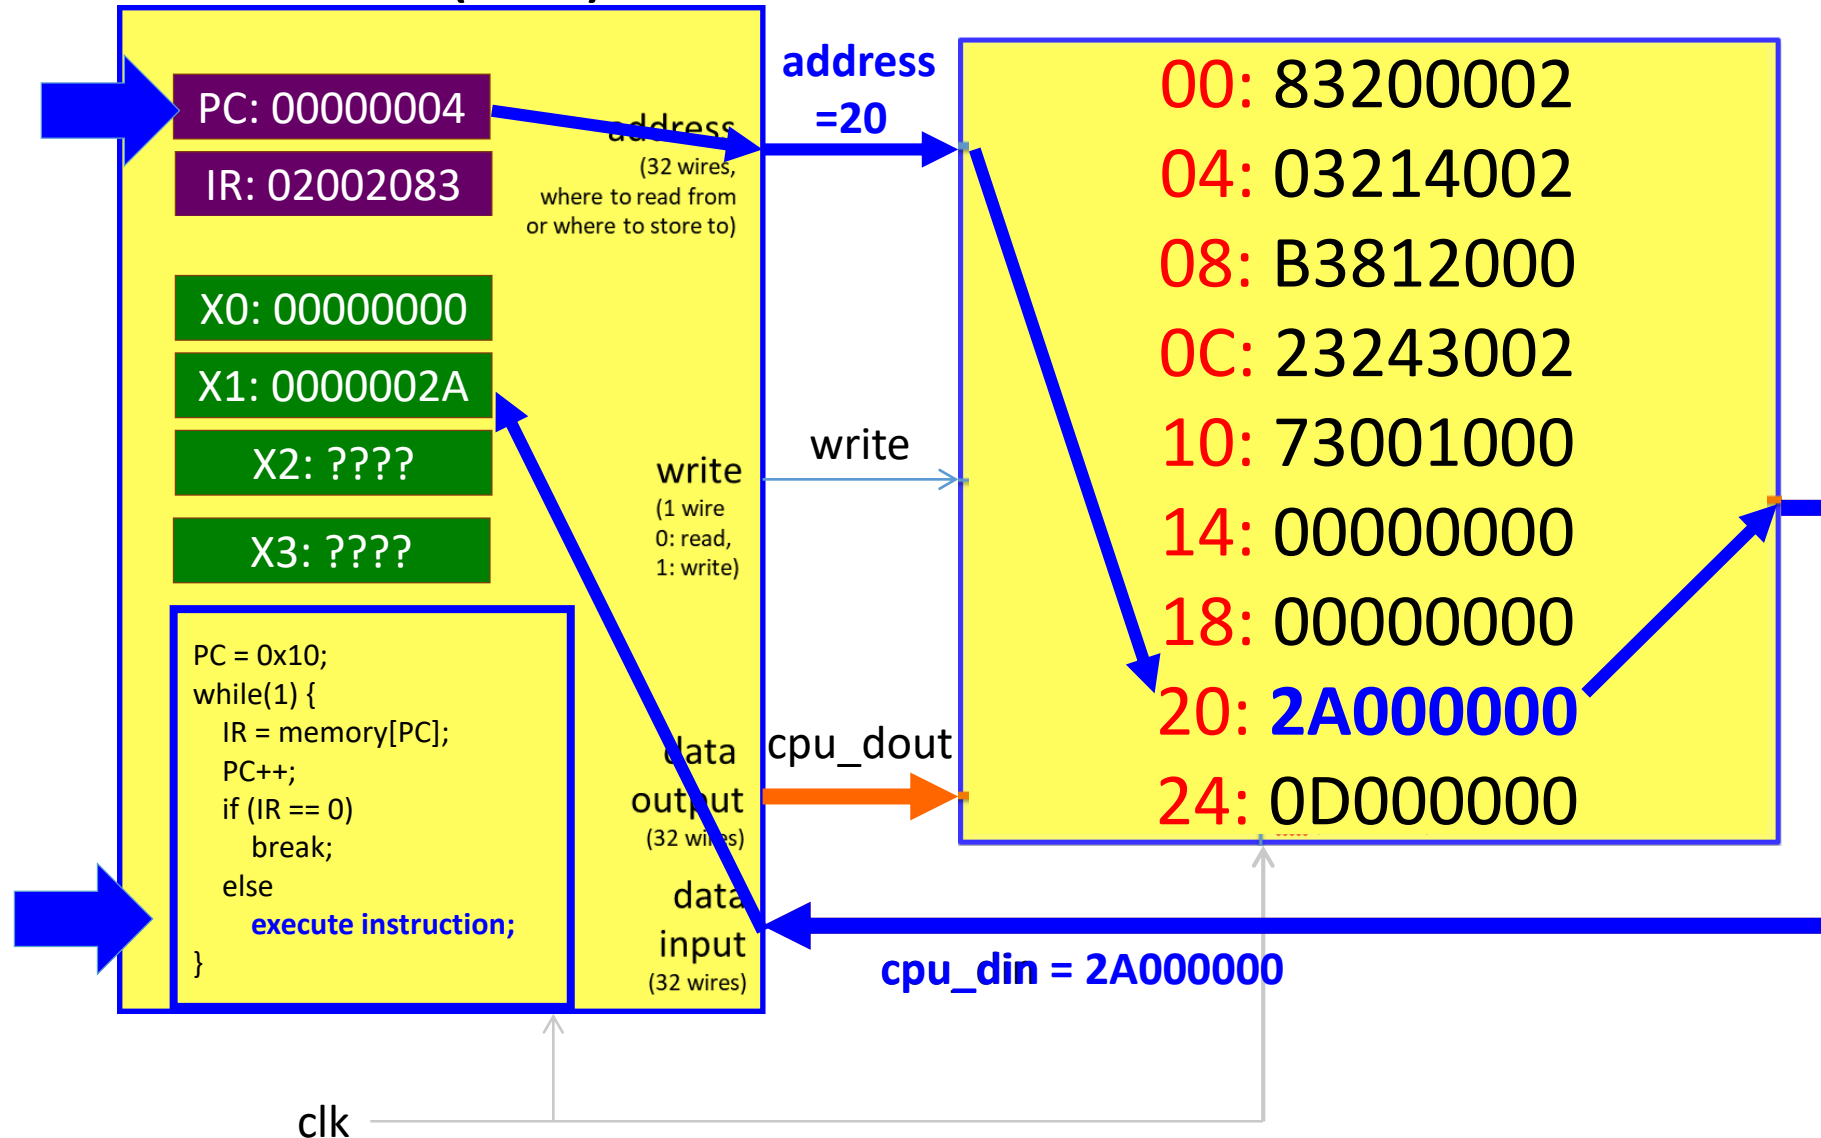 PC: 00000004
IR: 02002083
X0: 00000000
X1: 0000002A
X2: ????
X3: ????
PC = 0x10;
while(1) {
IR = memory[PC];
PC++;
if (IR == 0)
break;
else
execute instruction;
}
address
(32 wires,
where to read from
or where to store to)
write
(1 wire
0: read,
1: write)
data
output
(32 wires)
data
input
(32 wires)
address
=20
write
cpu_dout
cpu_din = 2A000000
00: 83200002
04: 03214002
08: B3812000
0C: 23243002
10: 73001000
14: 00000000
18: 00000000
20: 2A000000
24: 0D000000
clk